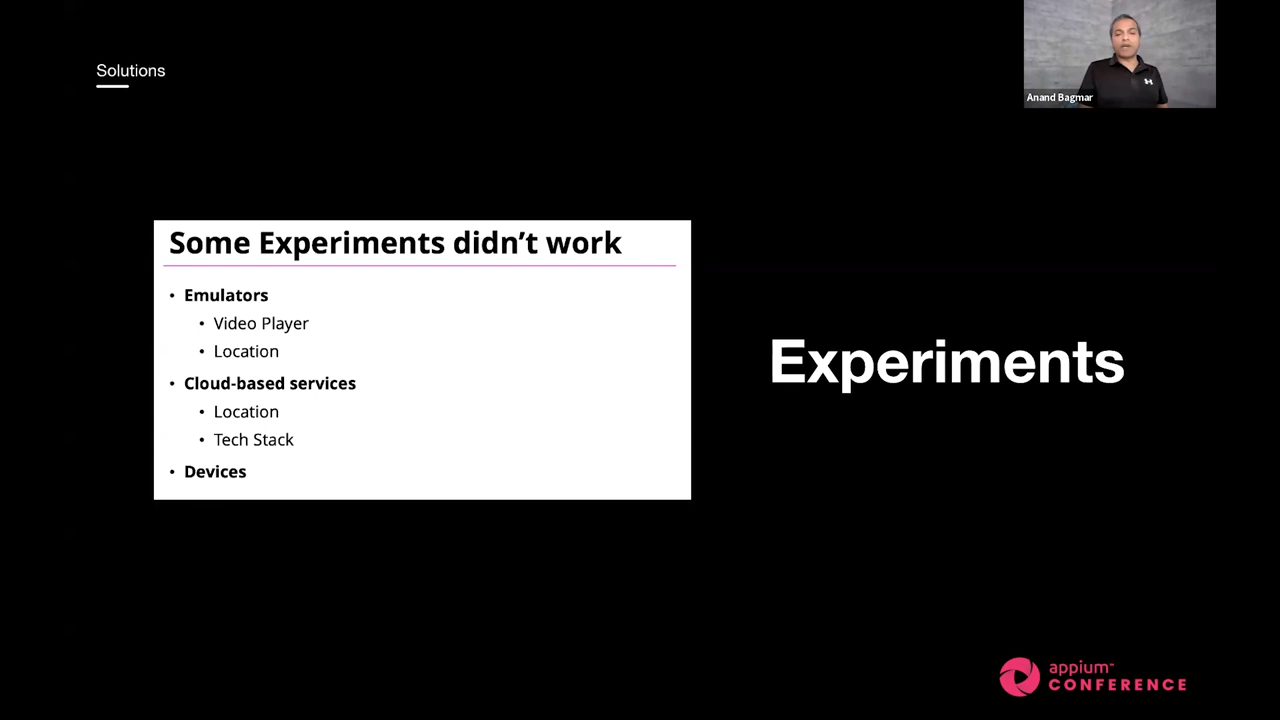 Solutions
Anand Bagmar
Some Experiments didn’t work
• Emulators
• Video Player
• Location
• Cloud-based services
• Location
• Tech Stack
• Devices
Experiments
appium
CONFERENCE